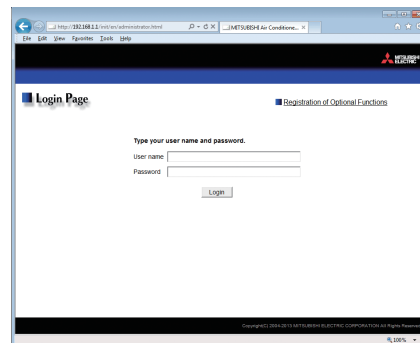 http://192.168.1.1/init/en/administrator.html
MITSUBISHI Air Conditione...
File Edit View Favorites Tools Help
MITSUBISHI ELECTRIC
Login Page
Registration of Optional Functions
Type your user name and password.
User name
Password
Login
Copyright(C) 2004-2013 MITSUBISHI ELECTRIC CORPORATION All Rights Reserved
100%